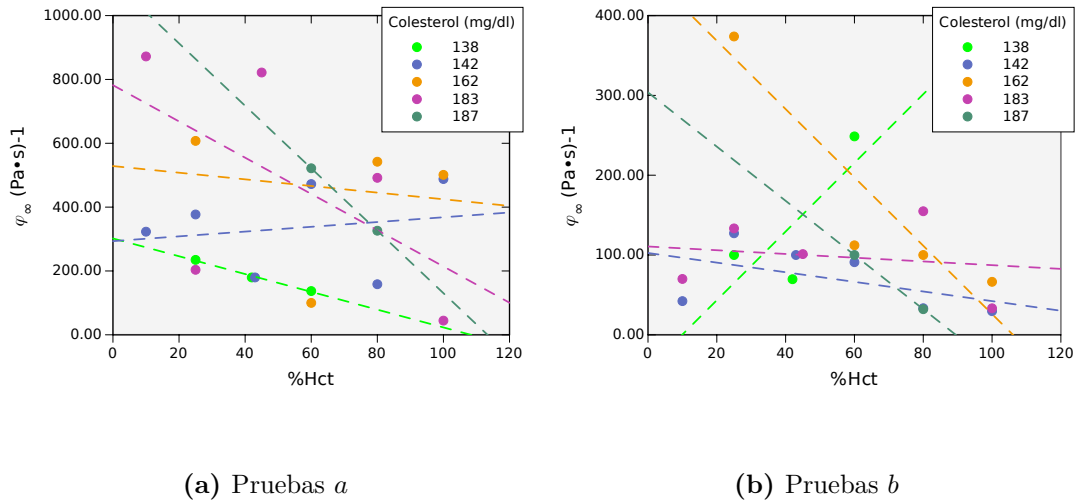 1000.00
800.00
600.00
400.00
200.00
0.00
φ∞ (Pa•s)-1
0 20 40 60 80 100 120
%Hct
Colesterol (mg/dl)
138
142
162
183
187
(a) Pruebas a
400.00
300.00
200.00
100.00
0.00
φ∞ (Pa•s)-1
0 20 40 60 80 100 120
%Hct
Colesterol (mg/dl)
138
142
162
183
187
(b) Pruebas b